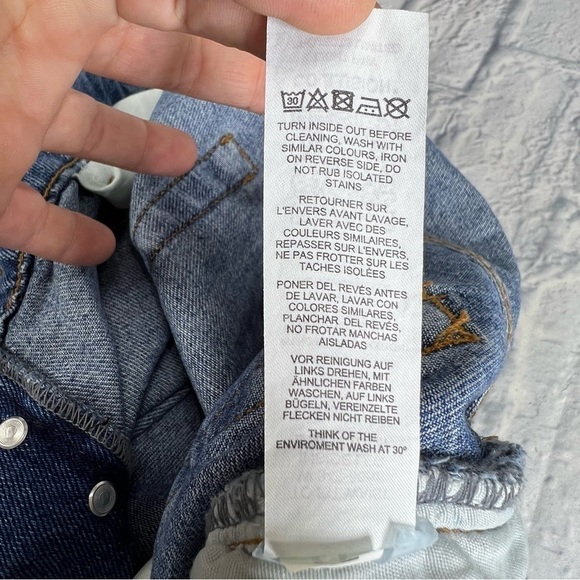 30
TURN INSIDE OUT BEFORE
CLEANING, WASH WITH
SIMILAR COLOURS, IRON
ON REVERSE SIDE, DO
NOT RUB ISOLATED
STAINS
RETOURNER SUR
L'ENVERS AVANT LAVAGE,
LAVER AVEC DES
COULEURS SIMILAIRES,
REPASSER SUR L'ENVERS,
NE PAS FROTTER SUR LES
TACHES ISOLÉES
PONER DEL REVÉS ANTES
DE LAVAR, LAVAR CON
COLORES SIMILARES,
PLANCHAR DEL REVÉS,
NO FROTAR MANCHAS
AISLADAS
VOR REINIGUNG AUF
LINKS DREHEN, MIT
ÄHNLICHEN FARBEN
WASCHEN, AUF LINKS
BÜGELN, VEREINZELTE
FLECKEN NICHT REIBEN
THINK OF THE
ENVIROMENT WASH AT 30°